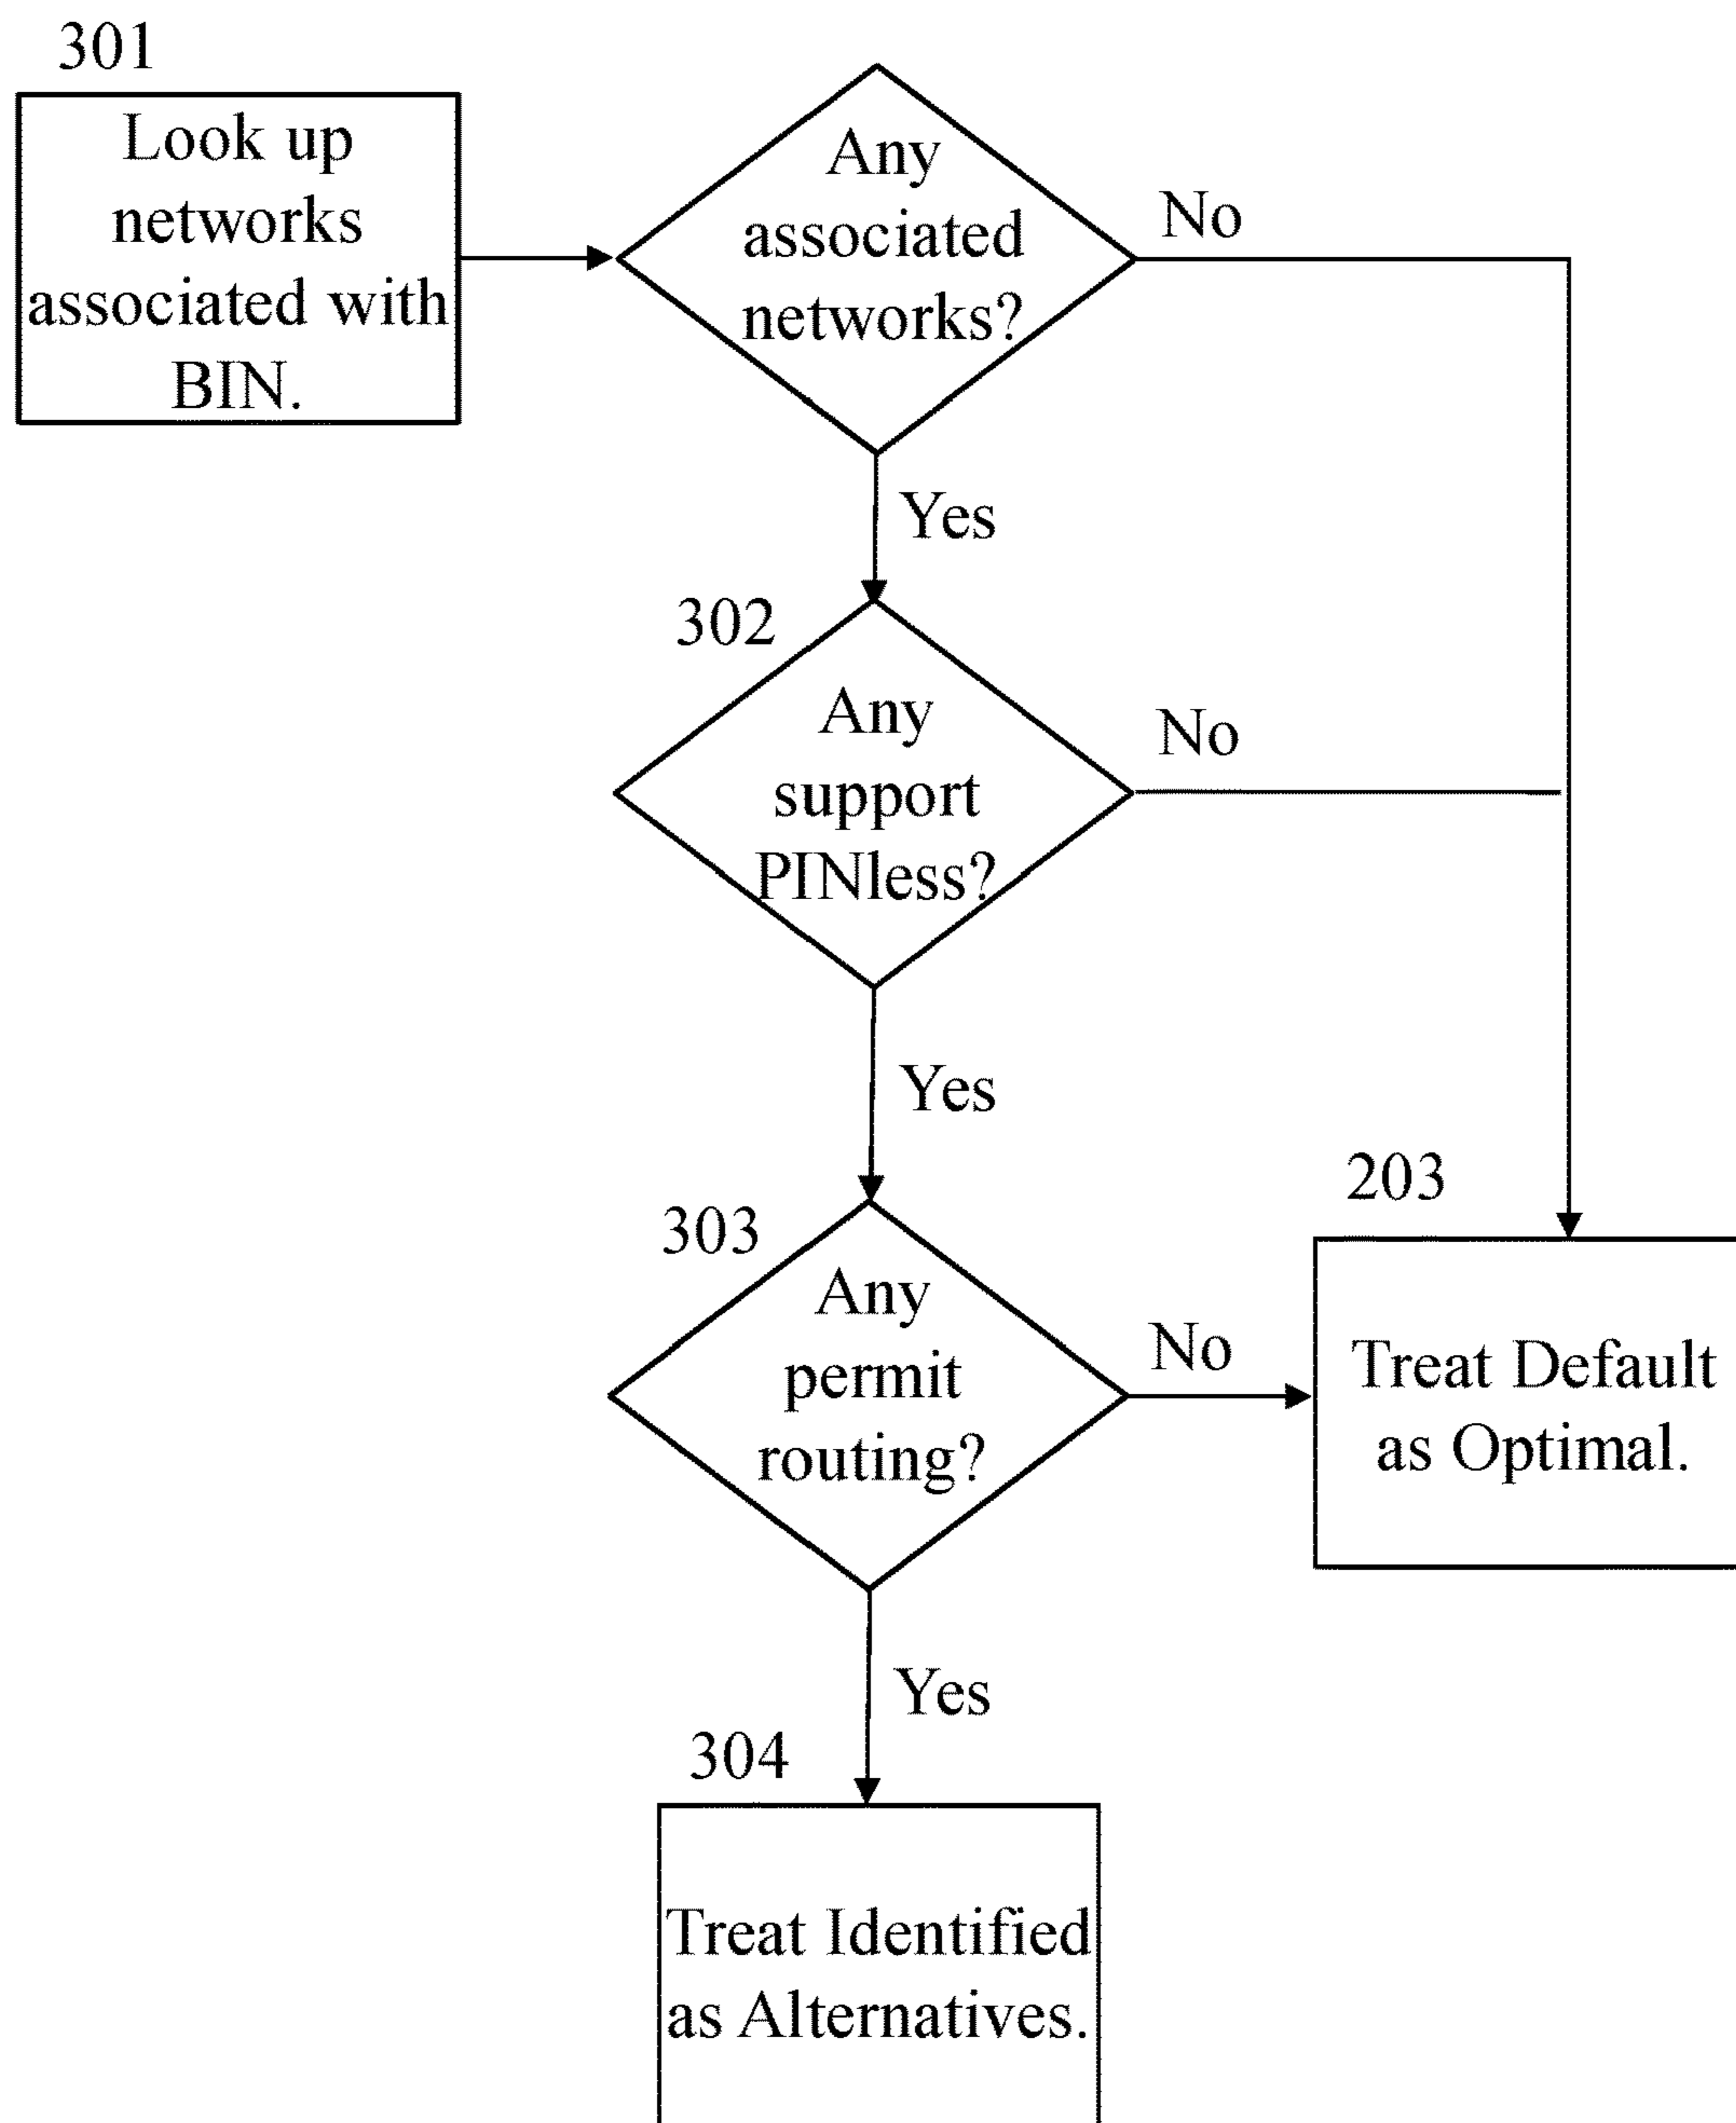 301
Look up
networks
associated with
BIN.
Any
associated
networks?
No
Yes
302
Any
support
PINless?
No
Yes
303
Any
permit
routing?
No
203
Treat Default
as Optimal.
Yes
304
Treat Identified
as Alternatives.